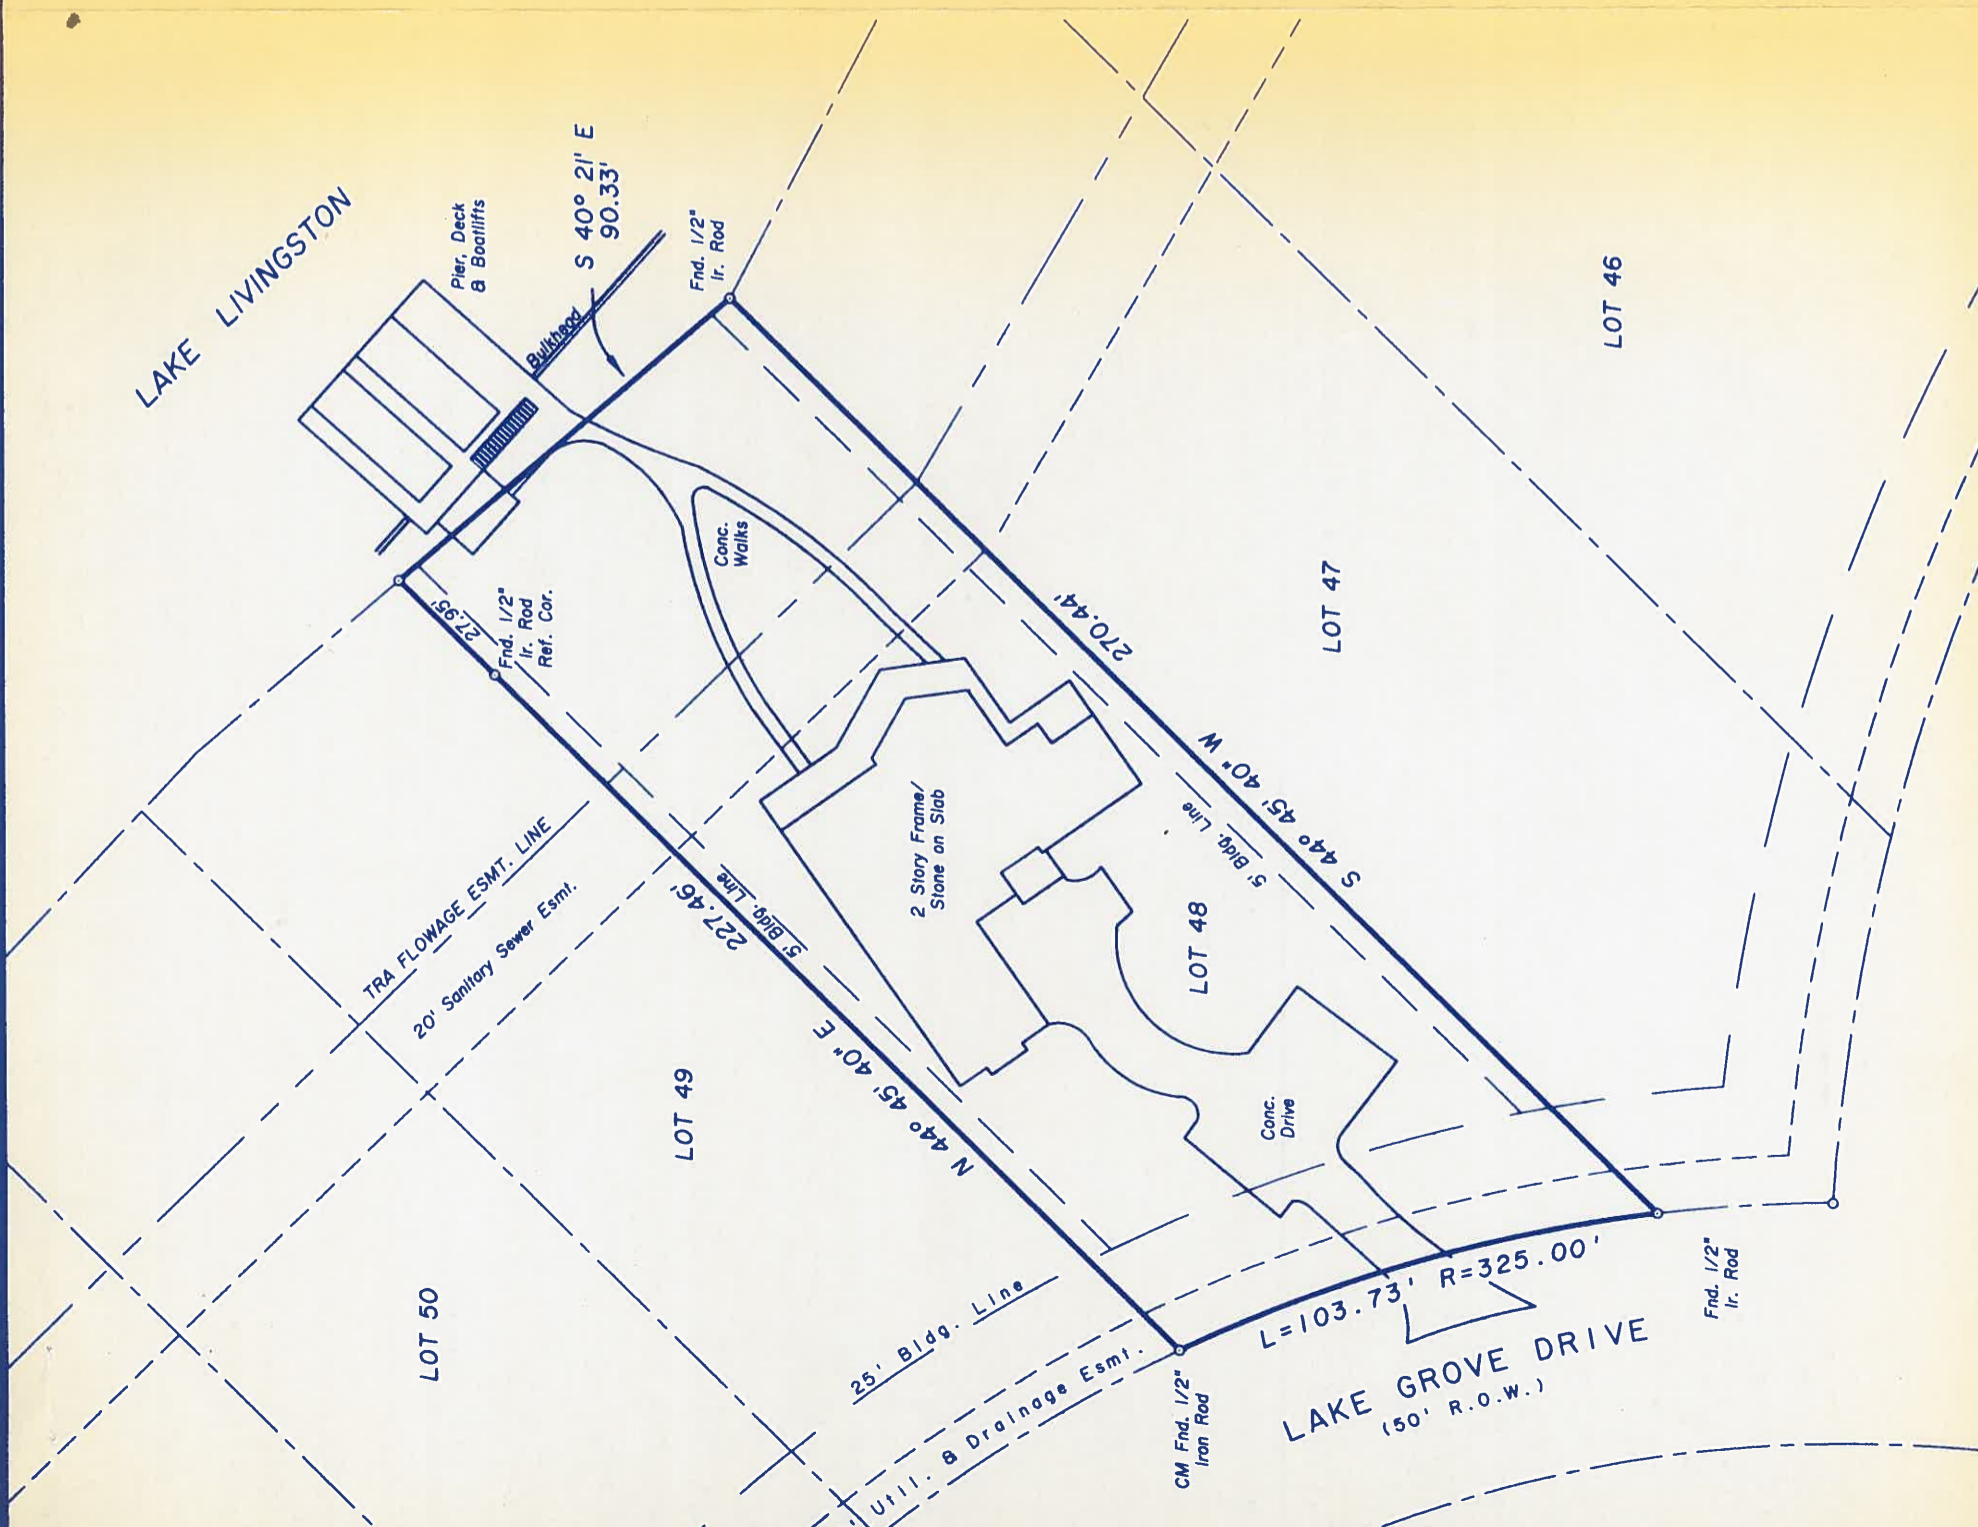 LAKE LIVINGSTON
Pier, Deck
& Boatlifts
S 40° 21' E
90.33'
Bulkhead
Fnd. 1/2"
Ir. Rod
LOT 46
27.95'
Fnd. 1/2"
Ir. Rod
Ref. Cor.
Conc.
Walks
270.44'
LOT 47
S 44° 45' 40" W
5' Bldg. Line
TRA FLOWAGE ESMT. LINE
20' Sanitary Sewer Esmt.
227.46'
5' Bldg. Line
2 Story Frame/
Stone on Slab
LOT 48
N 44° 45' 40" E
LOT 49
Conc.
Drive
LOT 50
25' Bldg. Line
' Util. & Drainage Esmt.
CM Fnd. 1/2"
Iron Rod
L=103.73' R=325.00'
LAKE GROVE DRIVE
(50' R.O.W.)
Fnd. 1/2"
Ir. Rod